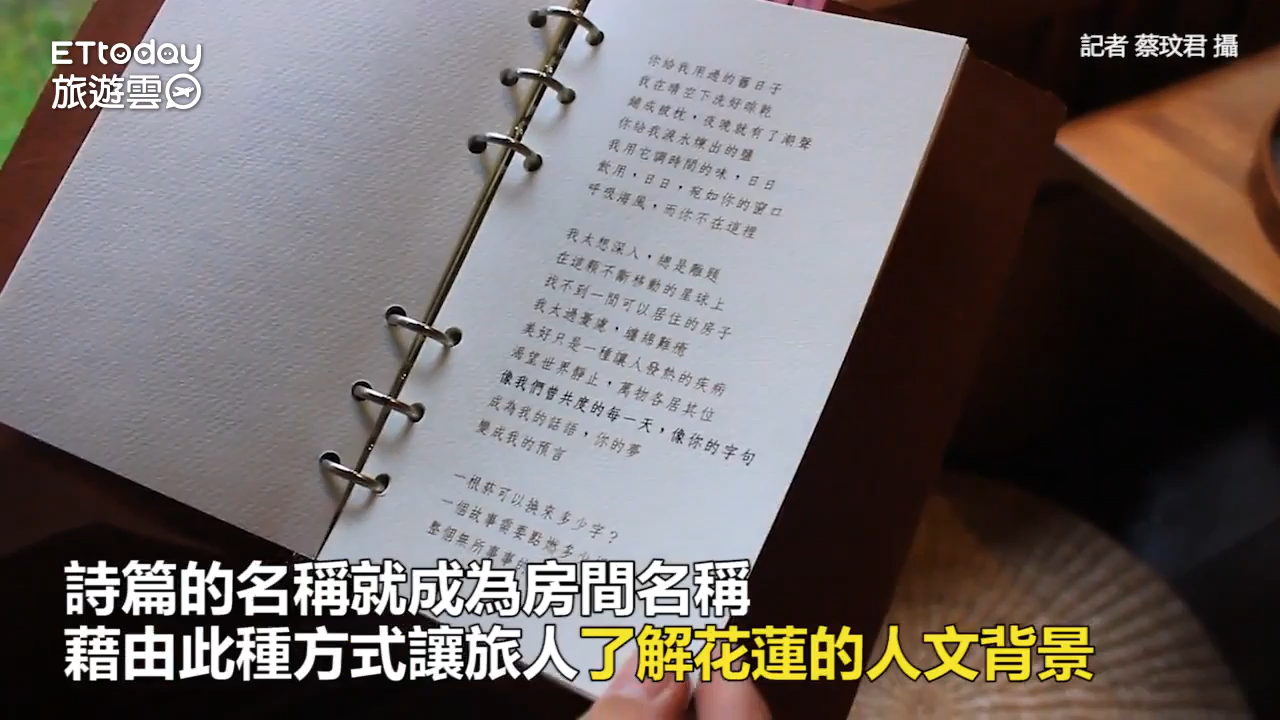 ETtoday
旅遊雲
記者 蔡玟君 攝
你給我用過的舊日子
我在晴空下洗好晾乾
鋪成被枕，夜晚就有了潮聲
你給我淚水煉出的鹽
我用它調時間的味，日日
飲用，日日，宛如你的窗口
呼吸海風，而你不在這裡
我太想深入，總是離題
在這顆不斷移動的星球上
找不到一間可以居住的房子
我太過憂慮，纏綿難癒
美好只是一種讓人發熱的疾病
渴望世界靜止，萬物各居其位
像我們曾共度的每一天，像你的字句
成為我的話語，你的夢
變成我的預言
一根菸可以換來多少字？
一個故事需要點燃多少
整個無所事事的
詩篇的名稱就成為房間名稱
藉由此種方式讓旅人了解花蓮的人文背景